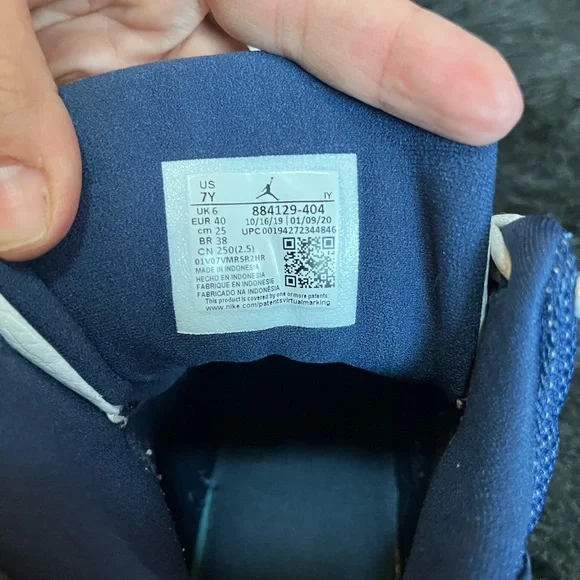 US
7Y
IY
UK 6
EUR 40
cm 25
BR 38
CN 250(2.5)
884129-404
10/16/19 | 01/09/20
UPC 00194272344846
01V07VMR5R2HR
MADE IN INDONESIA
HECHO EN INDONESIA
FABRIQUE EN INDONESIE
FABRICADO NA INDONESIA
This product is covered by one or more patents:
www.nike.com/patentsvirtualmarking